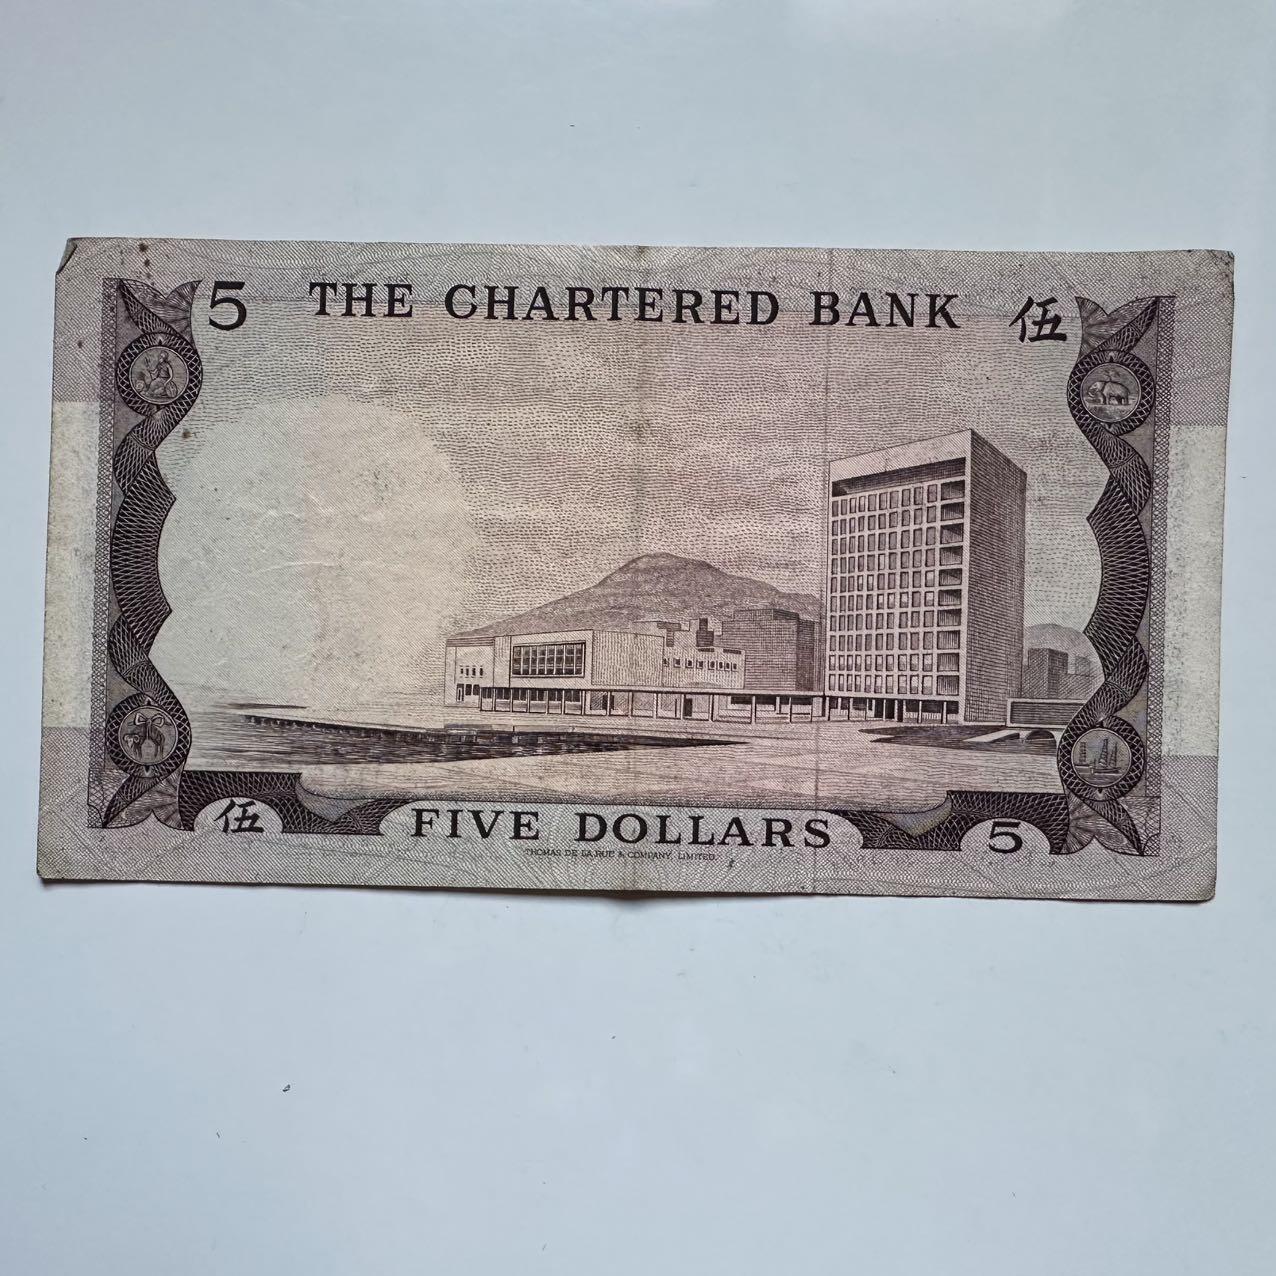 5 THE CHARTERED BANK 伍
伍 FIVE DOLLARS 5
THOMAS DE LA RUE & COMPANY, LIMITED.